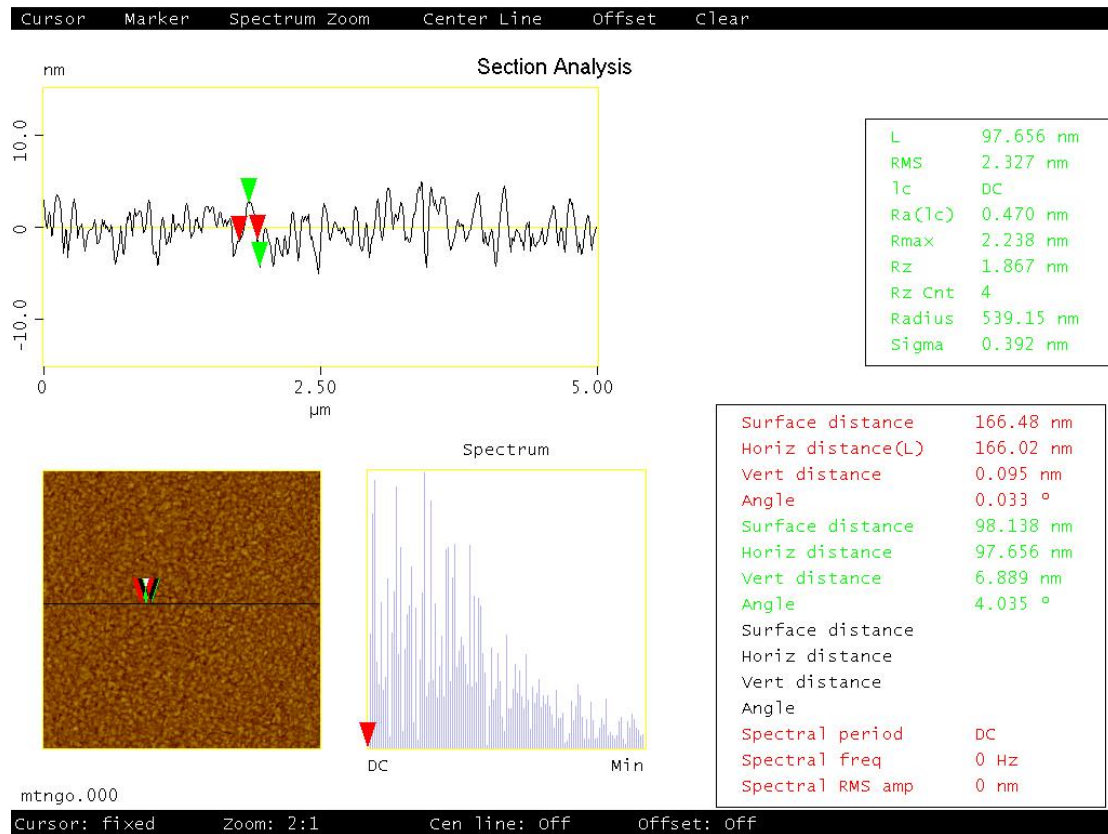 Cursor Marker Spectrum Zoom Center Line Offset Clear
Section Analysis
nm
10.0
0
-10.0
0 2.50 5.00
µm
L 97.656 nm
RMS 2.327 nm
lc DC
Ra(lc) 0.470 nm
Rmax 2.238 nm
Rz 1.867 nm
Rz Cnt 4
Radius 539.15 nm
Sigma 0.392 nm
Surface distance 166.48 nm
Horiz distance(L) 166.02 nm
Vert distance 0.095 nm
Angle 0.033 °
Surface distance 98.138 nm
Horiz distance 97.656 nm
Vert distance 6.889 nm
Angle 4.035 °
Surface distance
Horiz distance
Vert distance
Angle
Spectral period DC
Spectral freq 0 Hz
Spectral RMS amp 0 nm
Spectrum
DC Min
mtngo.000
Cursor: fixed Zoom: 2:1 Cen line: Off Offset: Off